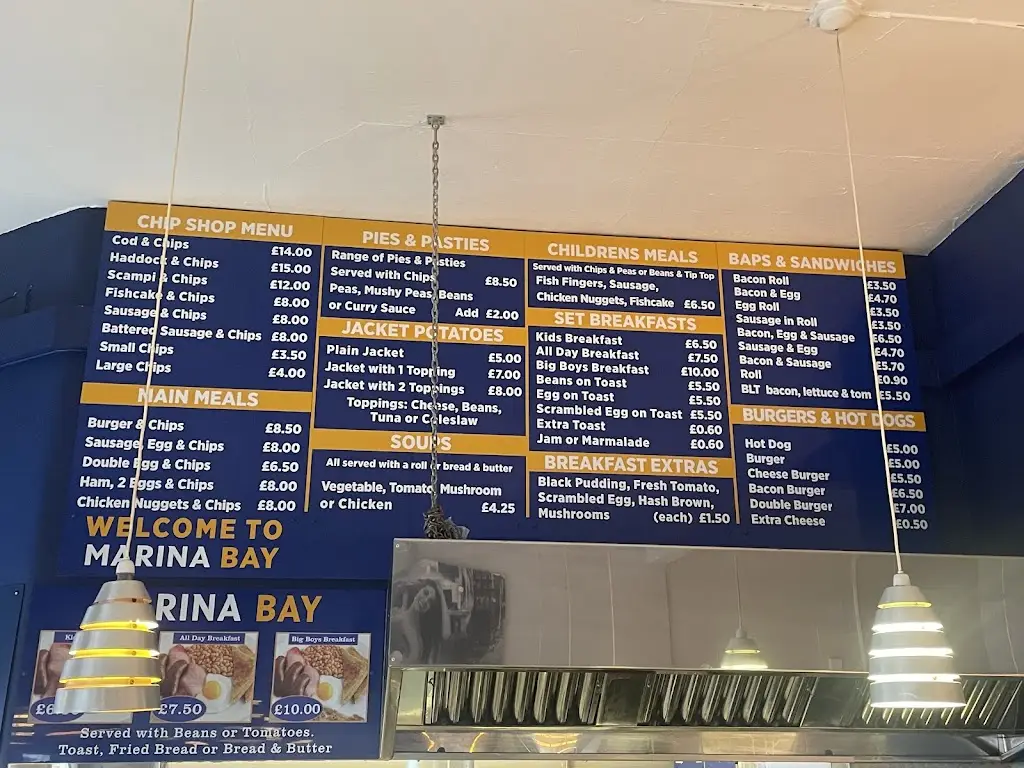 CHIP SHOP MENU
Cod & Chips £14.00
Haddock & Chips £15.00
Scampi & Chips £12.00
Fishcake & Chips £8.00
Sausage & Chips £8.00
Battered Sausage & Chips £8.00
Small Chips £3.50
Large Chips £4.00
MAIN MEALS
Burger & Chips £8.50
Sausage, Egg & Chips £8.00
Double Egg & Chips £6.50
Ham, 2 Eggs & Chips £8.00
Chicken Nuggets & Chips £8.00
PIES & PASTIES
Range of Pies & Pasties
Served with Chips £8.50
Peas, Mushy Peas, Beans
or Curry Sauce Add £2.00
JACKET POTATOES
Plain Jacket £5.00
Jacket with 1 Topping £7.00
Jacket with 2 Toppings £8.00
Toppings: Cheese, Beans,
Tuna or Coleslaw
SOUPS
All served with a roll or bread & butter
Vegetable, Tomato, Mushroom
or Chicken £4.25
CHILDRENS MEALS
Served with Chips & Peas or Beans & Tip Top
Fish Fingers, Sausage,
Chicken Nuggets, Fishcake £6.50
SET BREAKFASTS
Kids Breakfast £6.50
All Day Breakfast £7.50
Big Boys Breakfast £10.00
Beans on Toast £5.50
Egg on Toast £5.50
Scrambled Egg on Toast £5.50
Extra Toast £0.60
Jam or Marmalade £0.60
BREAKFAST EXTRAS
Black Pudding, Fresh Tomato,
Scrambled Egg, Hash Brown,
Mushrooms (each) £1.50
BAPS & SANDWICHES
Bacon Roll £3.50
Bacon & Egg £4.70
Egg Roll £3.50
Sausage in Roll £3.50
Bacon, Egg & Sausage £6.50
Sausage & Egg £4.70
Bacon & Sausage £5.70
Roll £0.90
BLT bacon, lettuce & tom £5.50
BURGERS & HOT DOGS
Hot Dog £5.00
Burger £5.00
Cheese Burger £5.50
Bacon Burger £6.50
Double Burger £7.00
Extra Cheese £0.50
WELCOME TO
MARINA BAY
RINA BAY
All Day Breakfast
Big Boys Breakfast
£7.50
£10.00
Served with Beans or Tomatoes.
Toast, Fried Bread or Bread & Butter